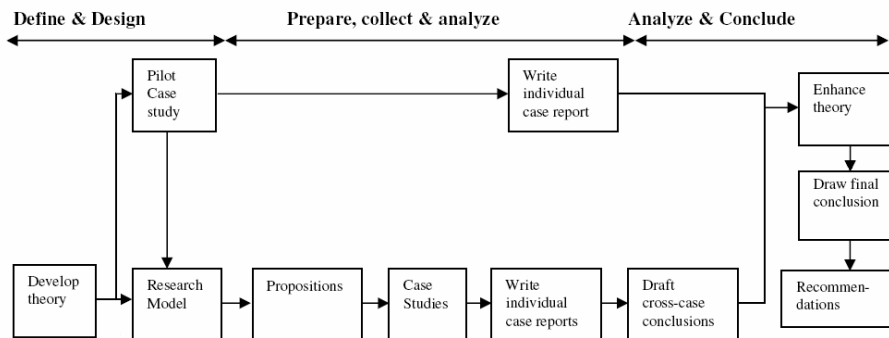 Define & Design
Prepare, collect & analyze
Analyze & Conclude
Pilot
Case
study
Write
individual
case report
Enhance
theory
Draw final
conclusion
Develop
theory
Research
Model
Propositions
Case
Studies
Write
individual
case reports
Draft
cross-case
conclusions
Recommen-
dations